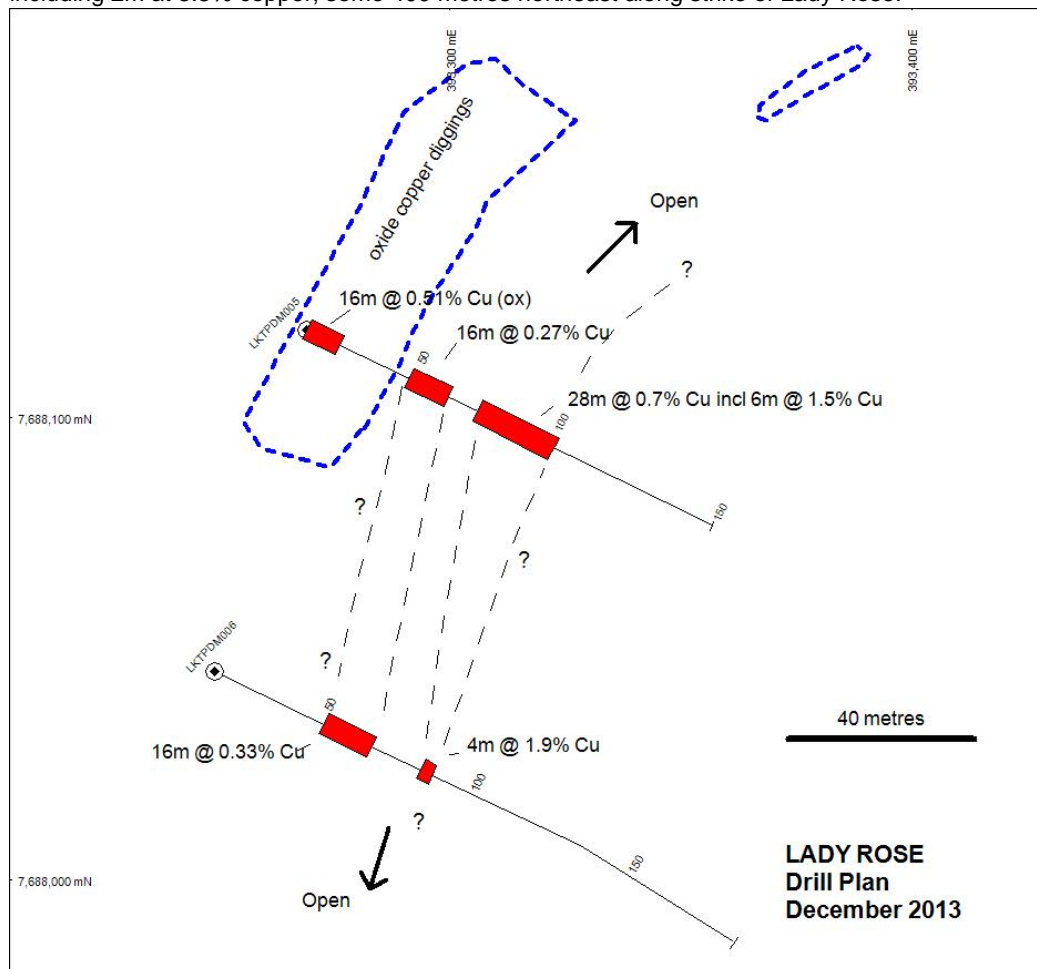 393,300 mE
393,400 mE
oxide copper diggings
Open
?
LKTPDM005
16m @ 0.51% Cu (ox)
50
16m @ 0.27% Cu
28m @ 0.7% Cu incl 6m @ 1.5% Cu
100
7,688,100 mN
150
?
?
LKTPDM006
?
50
40 metres
16m @ 0.33% Cu
4m @ 1.9% Cu
100
?
150
LADY ROSE
Drill Plan
December 2013
7,688,000 mN
Open